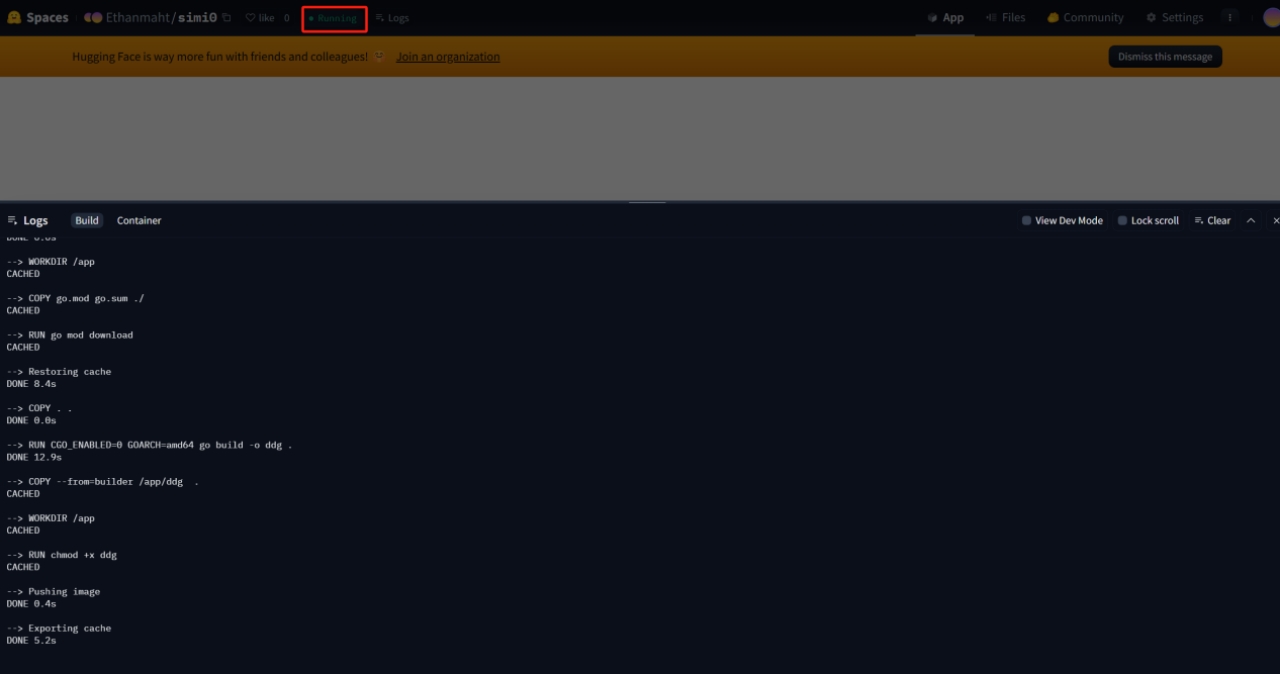 Spaces Ethanmaht/simi0 like 0 Running Logs App Files Community Settings
Hugging Face is way more fun with friends and colleagues! Join an organization Dismiss this message
Logs Build Container View Dev Mode Lock scroll Clear
DONE 0.0s
--> WORKDIR /app
CACHED
--> COPY go.mod go.sum ./
CACHED
--> RUN go mod download
CACHED
--> Restoring cache
DONE 8.4s
--> COPY . .
DONE 0.0s
--> RUN CGO_ENABLED=0 GOARCH=amd64 go build -o ddg .
DONE 12.9s
--> COPY --from=builder /app/ddg  .
CACHED
--> WORKDIR /app
CACHED
--> RUN chmod +x ddg
CACHED
--> Pushing image
DONE 0.4s
--> Exporting cache
DONE 5.2s